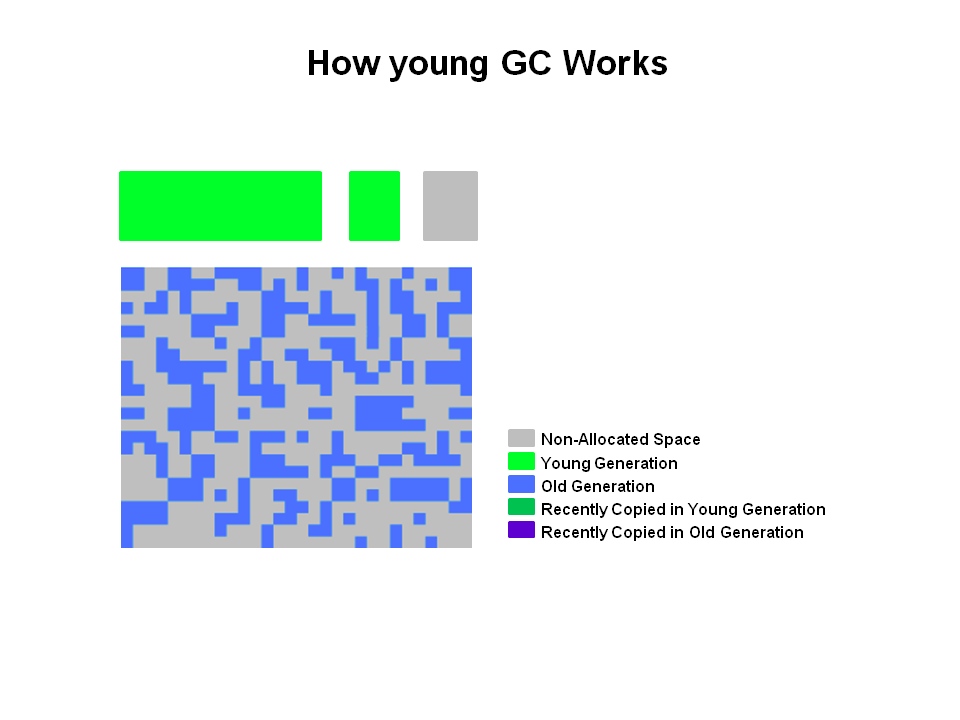 How young GC Works
Non-Allocated Space
Young Generation
Old Generation
Recently Copied in Young Generation
Recently Copied in Old Generation